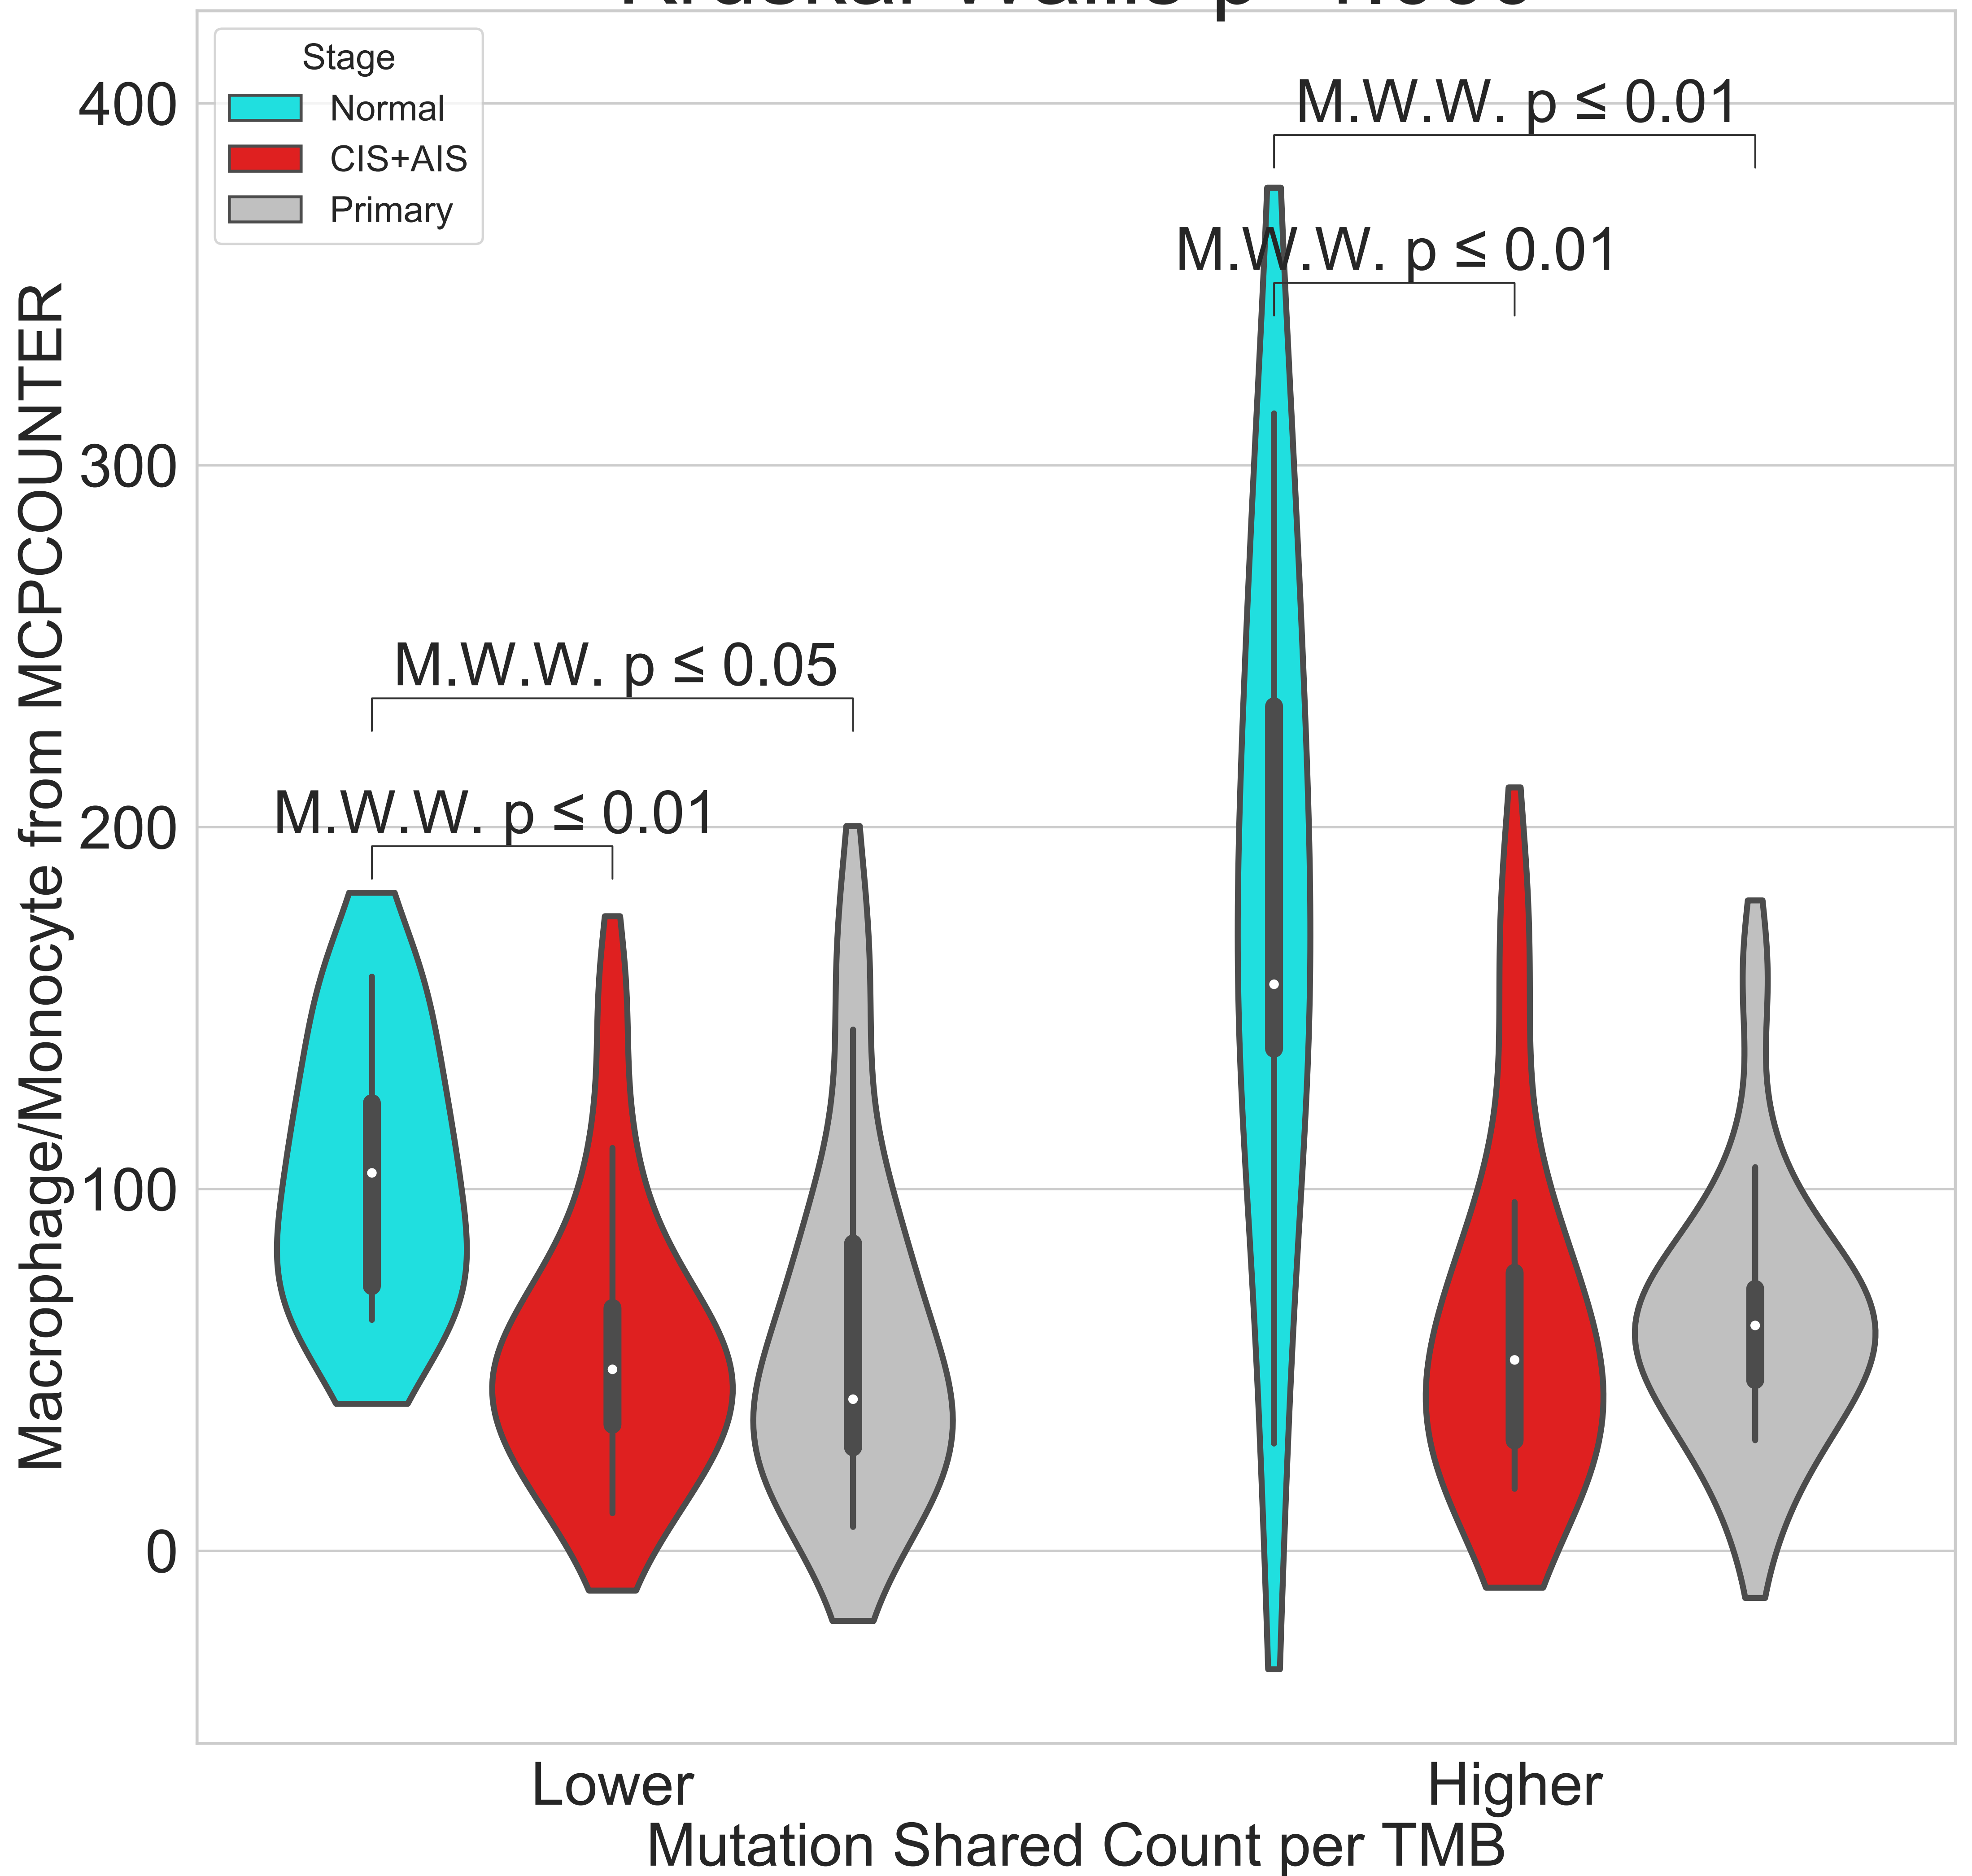 Stage
Normal
CIS+AIS
Primary
400
300
200
100
0
Macrophage/Monocyte from MCPCOUNTER
M.W.W. p ≤ 0.01
M.W.W. p ≤ 0.01
M.W.W. p ≤ 0.05
M.W.W. p ≤ 0.01
Lower
Higher
Mutation Shared Count per TMB